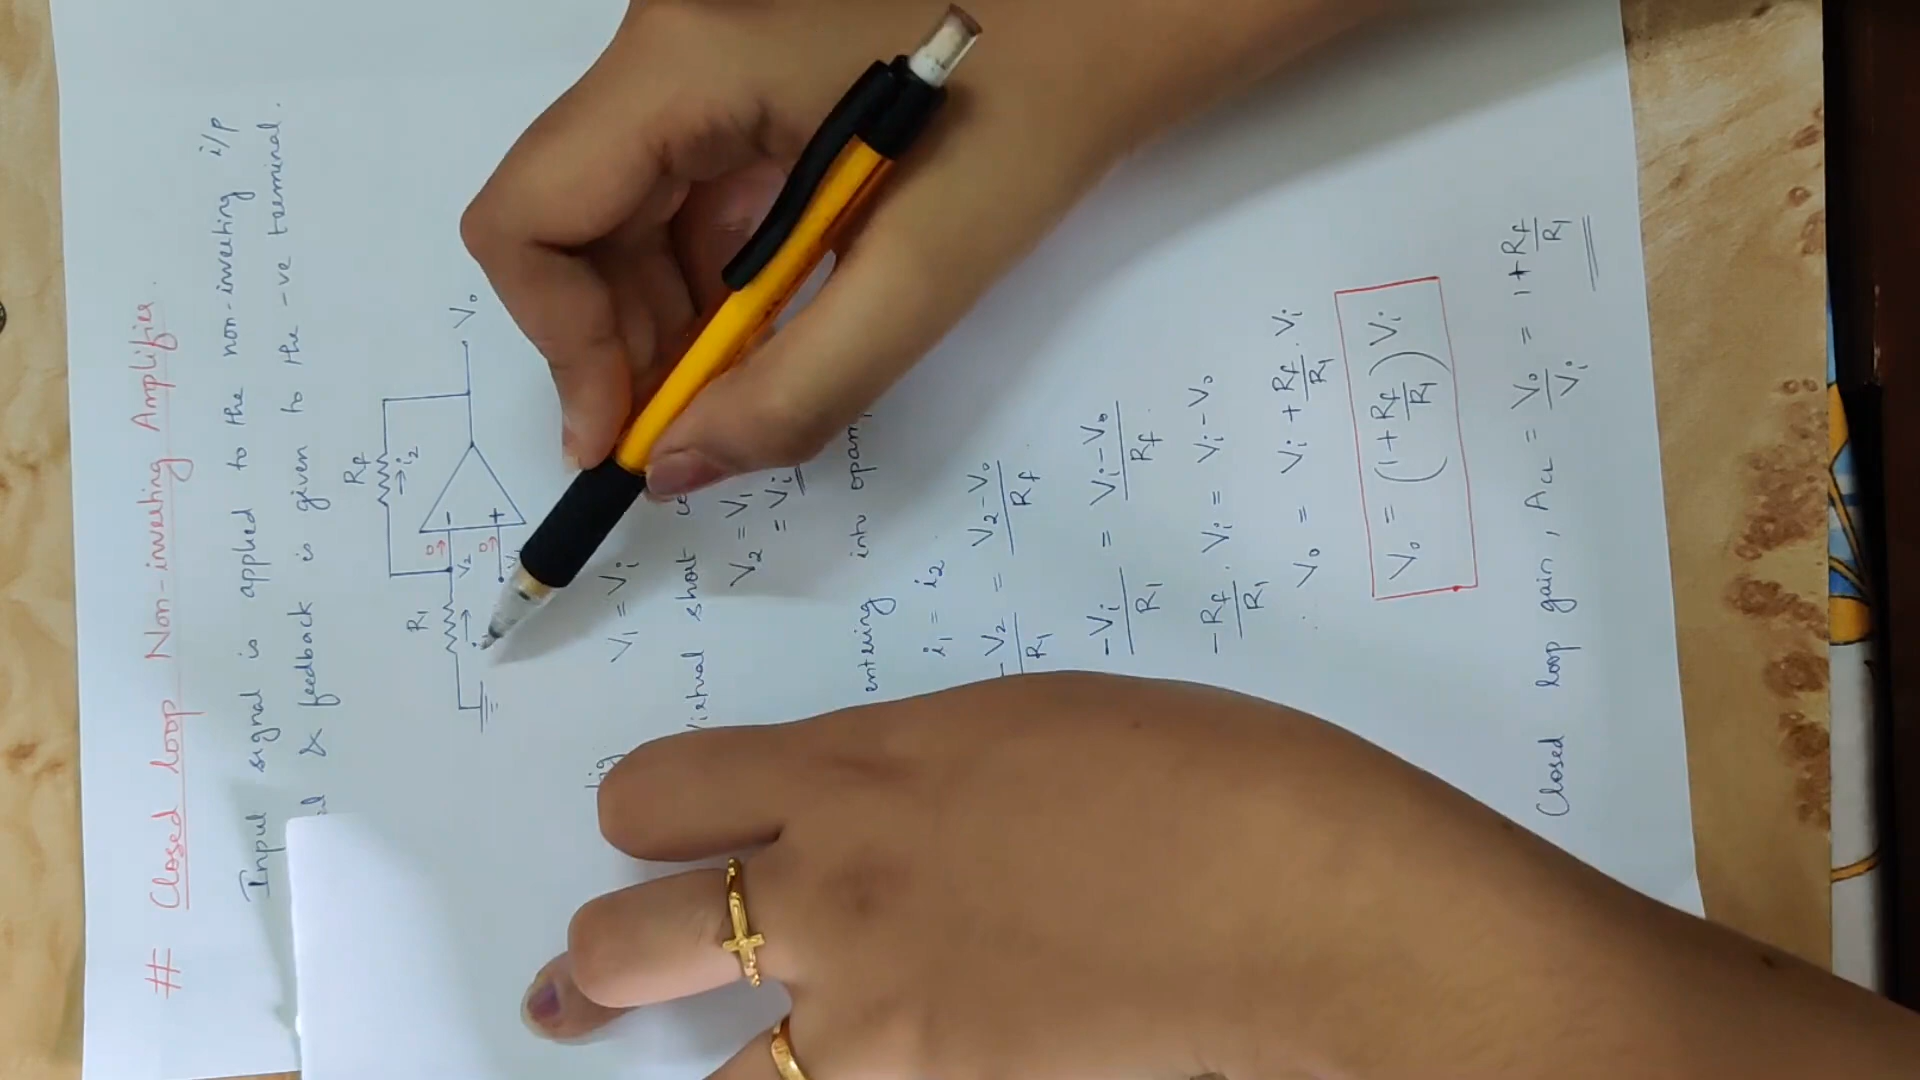 # Closed loop Non-inverting Amplifier.
Input signal is applied to the non-inverting i/p
& feedback is given to the -ve terminal.
Rf
i2
R1
0
V2
-
0
+
Vo
V1 = Vi
virtual short
V2 = V1
= Vi
entering into opamp
i1 = i2
-V2/R1 = V2-Vo/Rf.
-Vi/R1 = Vi-Vo/Rf.
-Rf/R1 . Vi = Vi-Vo
∴ Vo = Vi + Rf/R1 . Vi
Vo = (1+Rf/R1) Vi
Closed loop gain, ACL = Vo/Vi = 1+Rf/R1